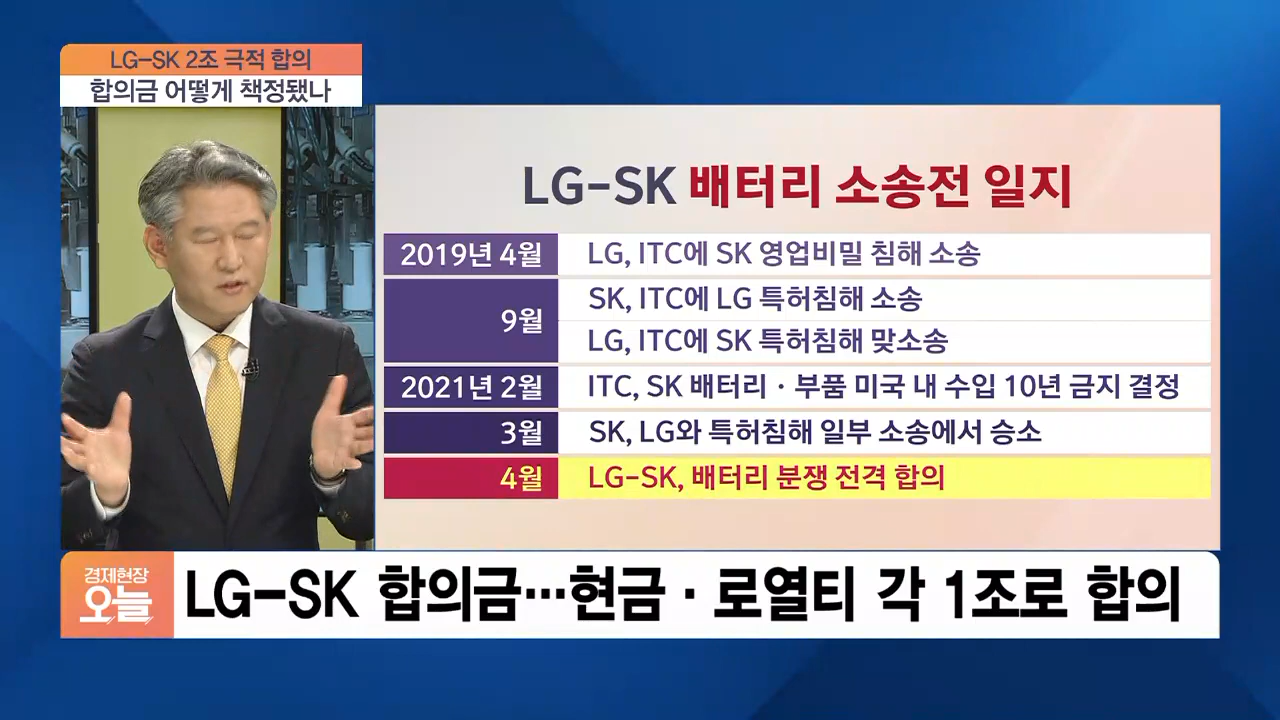 LG-SK 2조 극적 합의
합의금 어떻게 책정됐나
LG-SK 배터리 소송전 일지
2019년 4월 LG, ITC에 SK 영업비밀 침해 소송
9월 SK, ITC에 LG 특허침해 소송
LG, ITC에 SK 특허침해 맞소송
2021년 2월 ITC, SK 배터리·부품 미국 내 수입 10년 금지 결정
3월 SK, LG와 특허침해 일부 소송에서 승소
4월 LG-SK, 배터리 분쟁 전격 합의
경제현장
오늘
LG-SK 합의금…현금·로열티 각 1조로 합의